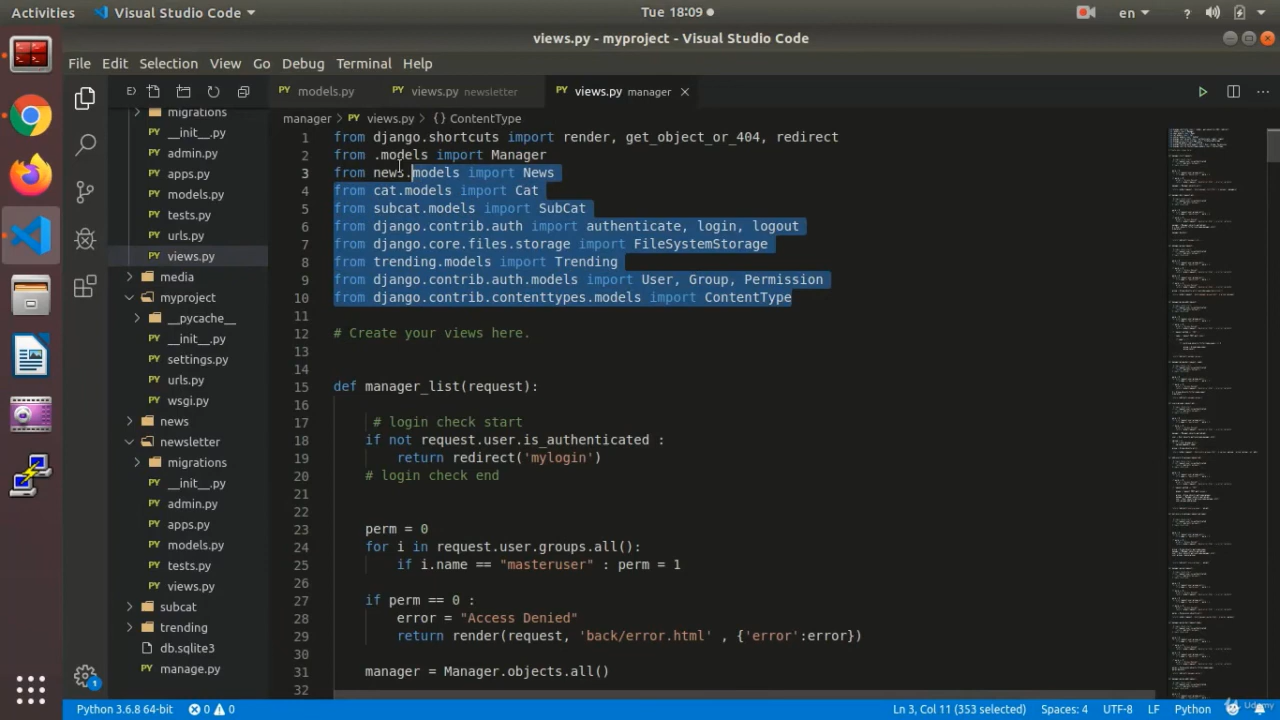 Activities Visual Studio Code Tue 18:09 en ?
views.py - myproject - Visual Studio Code
File Edit Selection View Go Debug Terminal Help
models.py views.py newsletter views.py manager
manager > views.py > {} ContentType
migrations
__init__.py
admin.py
apps.py
models.py
tests.py
urls.py
views.py
media
myproject
__pycache__
__init__.py
settings.py
urls.py
wsgi.py
news
newsletter
migrations
__init__.py
admin.py
apps.py
models.py
tests.py
views.py
subcat
trending
db.sqlite3
manage.py
1 from django.shortcuts import render, get_object_or_404, redirect
2 from .models import Manager
3 from news.models import News
4 from cat.models import Cat
5 from subcat.models import SubCat
6 from django.contrib.auth import authenticate, login, logout
7 from django.core.files.storage import FileSystemStorage
8 from trending.models import Trending
9 from django.contrib.auth.models import User, Group, Permission
10 from django.contrib.contenttypes.models import ContentType
11
12 # Create your views here.
13
14
15 def manager_list(request):
16
17 # login check start
18 if not request.user.is_authenticated :
19 return redirect('mylogin')
20 # login check end
21
22
23 perm = 0
24 for i in request.user.groups.all():
25 if i.name == "masteruser" : perm = 1
26
27 if perm == 0 :
28 error = "Access Denied"
29 return render(request, 'back/error.html' , {'error':error})
30
31 manager = Manager.objects.all()
32
1
Python 3.6.8 64-bit 0 0 Ln 3, Col 11 (353 selected) Spaces: 4 UTF-8 LF Python
Udemy